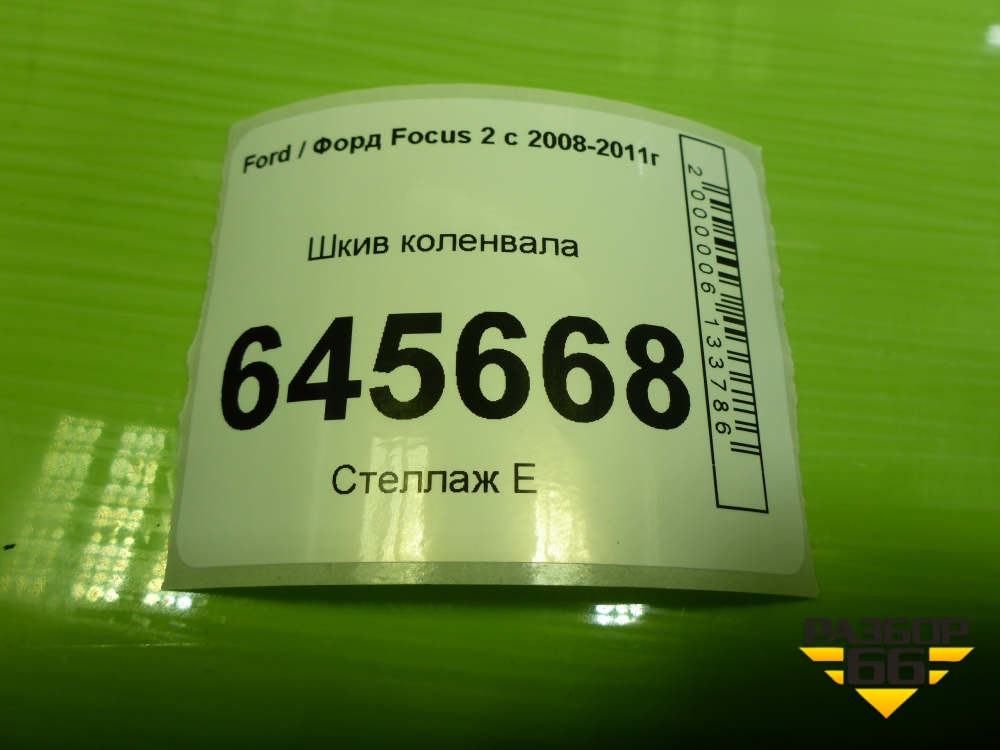 Ford / Форд Focus 2 с 2008-2011г
Шкив коленвала
645668
Стеллаж Е
2000006133786
РАЗБОР
66